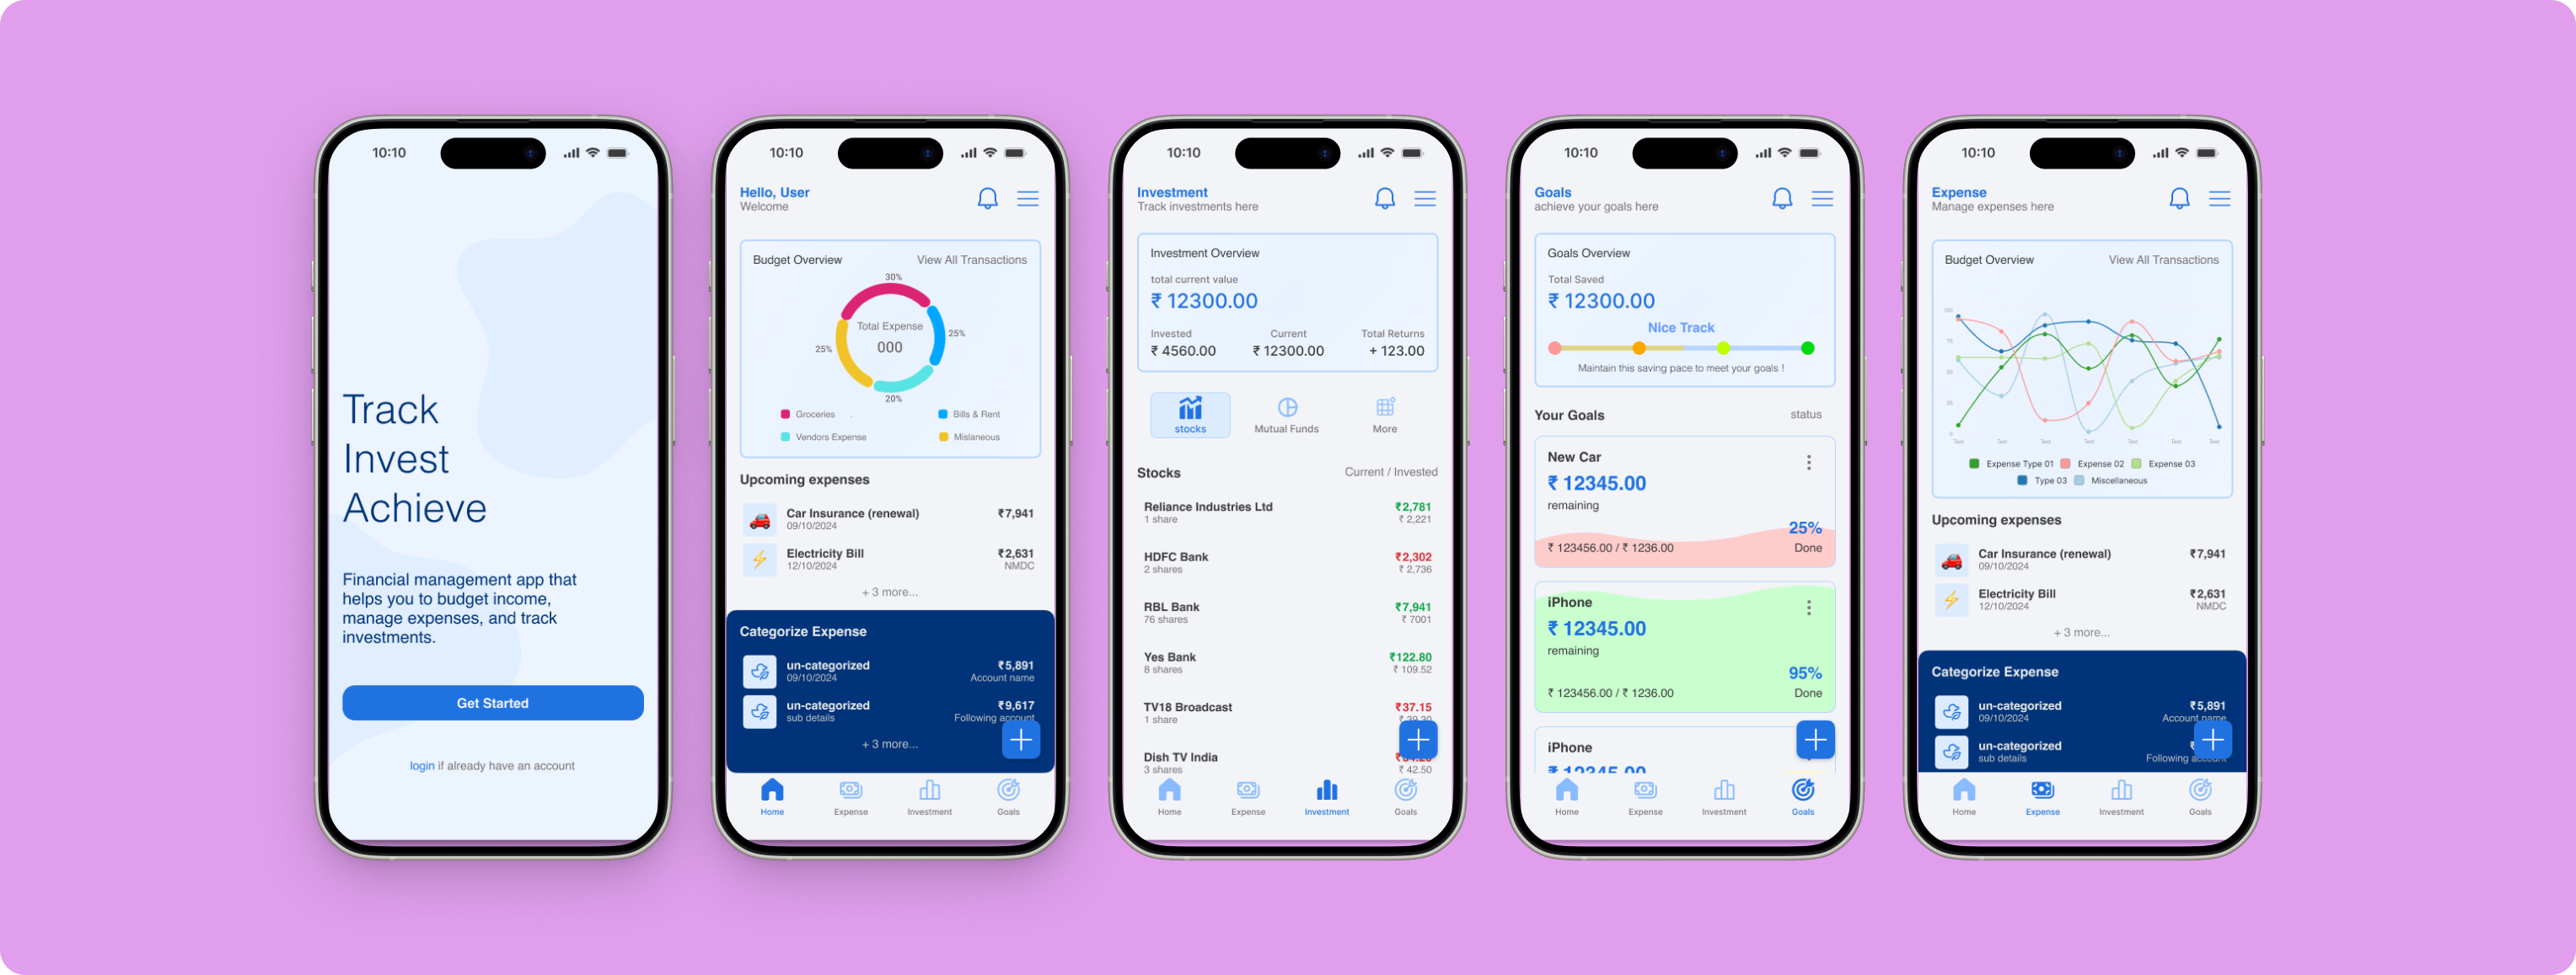 10:10
Track
Invest
Achieve
Financial management app that
helps you to budget income,
manage expenses, and track
investments.
Get Started
login if already have an account
10:10
Hello, User
Welcome
Budget Overview View All Transactions
30%
Total Expense
000
25%
25%
20%
Groceries
Bills & Rent
Vendors Expense
Mislaneous
Upcoming expenses
Car Insurance (renewal) ₹7,941
09/10/2024
Electricity Bill ₹2,631
12/10/2024 NMDC
+ 3 more...
Categorize Expense
un-categorized ₹5,891
09/10/2024 Account name
un-categorized ₹9,617
sub details Following account
+ 3 more...
Home Expense Investment Goals
10:10
Investment
Track investments here
Investment Overview
total current value
₹ 12300.00
Invested Current Total Returns
₹ 4560.00 ₹ 12300.00 + 123.00
stocks Mutual Funds More
Stocks Current / Invested
Reliance Industries Ltd ₹2,781
1 share ₹ 2,221
HDFC Bank ₹2,302
2 shares ₹ 2,736
RBL Bank ₹7,941
76 shares ₹ 7001
Yes Bank ₹122.80
8 shares ₹ 109.52
TV18 Broadcast ₹37.15
1 share
Dish TV India
3 shares ₹ 42.50
Home Expense Investment Goals
10:10
Goals
achieve your goals here
Goals Overview
Total Saved
₹ 12300.00
Nice Track
Maintain this saving pace to meet your goals !
Your Goals status
New Car
₹ 12345.00
remaining
25%
₹ 123456.00 / ₹ 1236.00 Done
iPhone
₹ 12345.00
remaining
95%
₹ 123456.00 / ₹ 1236.00 Done
iPhone
₹ 12345.00
Home Expense Investment Goals
10:10
Expense
Manage expenses here
Budget Overview View All Transactions
100
75
50
25
0
Text Text Text Text Text Text Text
Expense Type 01 Expense 02 Expense 03
Type 03 Miscellaneous
Upcoming expenses
Car Insurance (renewal) ₹7,941
09/10/2024
Electricity Bill ₹2,631
12/10/2024 NMDC
+ 3 more...
Categorize Expense
un-categorized ₹5,891
09/10/2024 Account name
un-categorized
sub details Following account
Home Expense Investment Goals